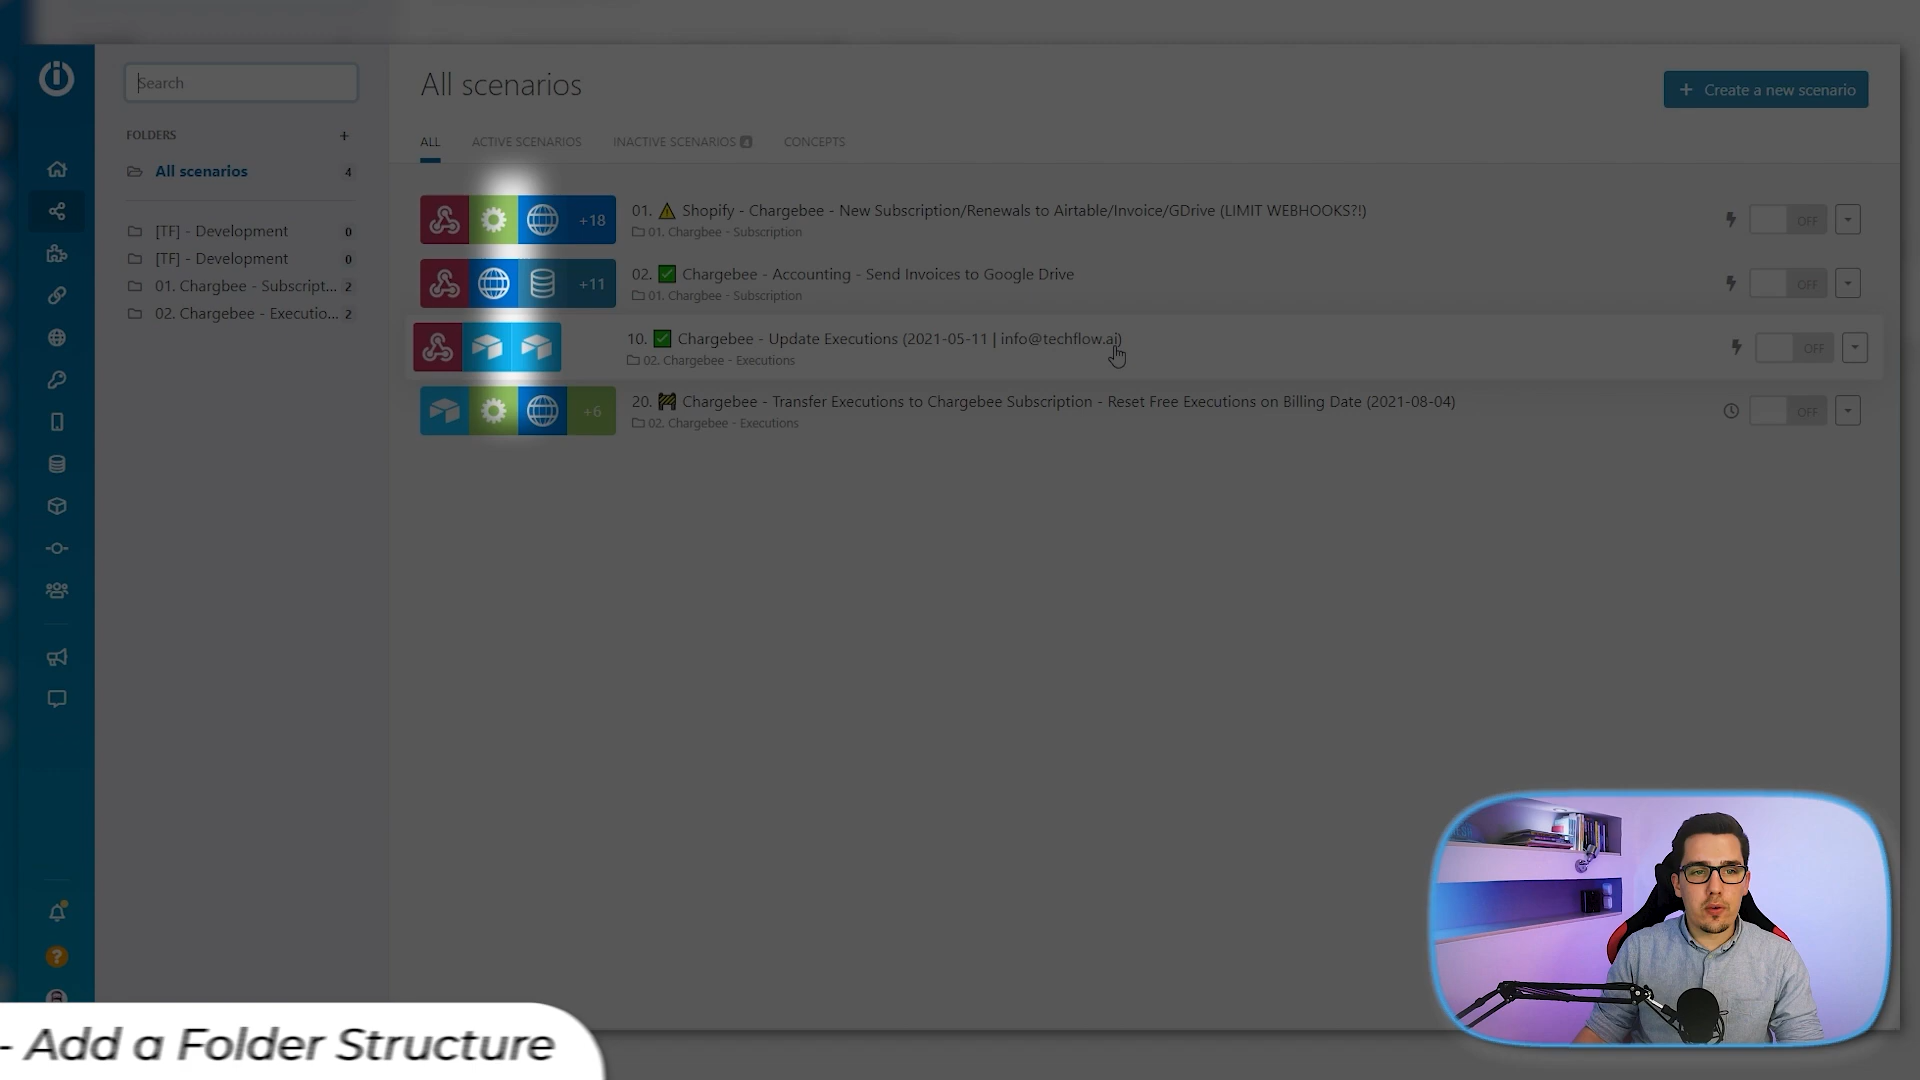 Search
FOLDERS +
All scenarios 4
[TF] - Development 0
[TF] - Development 0
01. Chargbee - Subscript... 2
02. Chargebee - Executio... 2
All scenarios
+ Create a new scenario
ALL ACTIVE SCENARIOS INACTIVE SCENARIOS 4 CONCEPTS
+18 01. ⚠️ Shopify - Chargebee - New Subscription/Renewals to Airtable/Invoice/GDrive (LIMIT WEBHOOKS?!) OFF
01. Chargbee - Subscription
+11 02. ✅ Chargebee - Accounting - Send Invoices to Google Drive OFF
01. Chargbee - Subscription
10. ✅ Chargebee - Update Executions (2021-05-11 | info@techflow.ai) OFF
02. Chargebee - Executions
+6 20. 🚧 Chargebee - Transfer Executions to Chargebee Subscription - Reset Free Executions on Billing Date (2021-08-04) OFF
02. Chargebee - Executions
?
- Add a Folder Structure